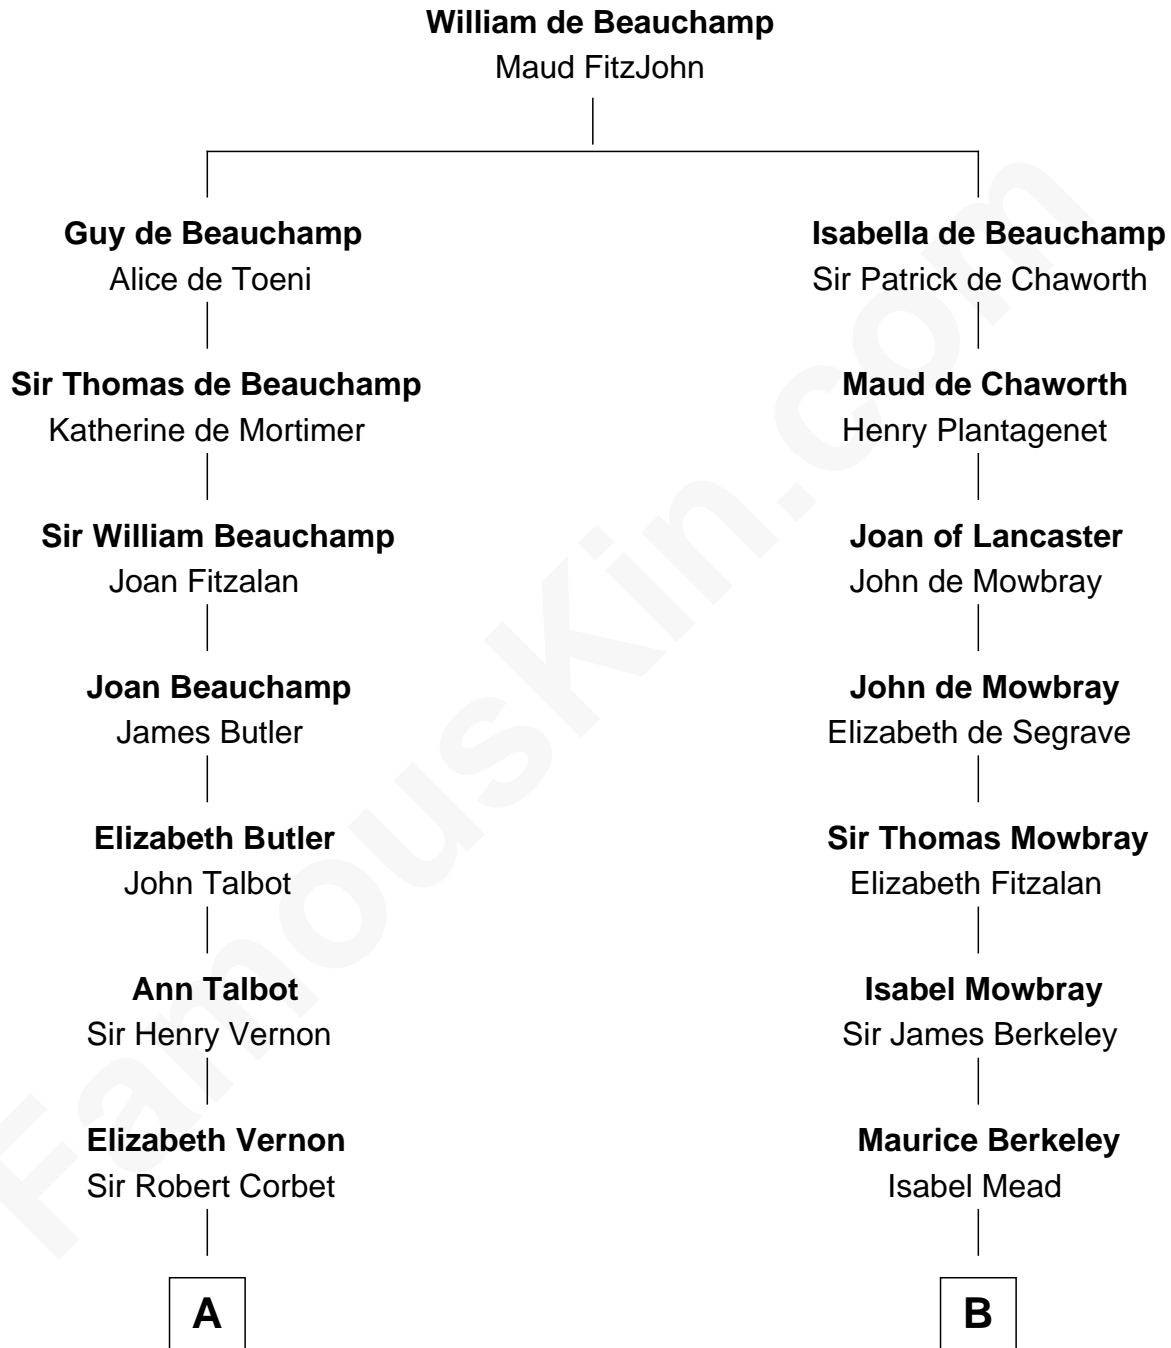 William de Beauchamp
Maud FitzJohn
Guy de Beauchamp
Alice de Toeni
Isabella de Beauchamp
Sir Patrick de Chaworth
Sir Thomas de Beauchamp
Katherine de Mortimer
Maud de Chaworth
Henry Plantagenet
Sir William Beauchamp
Joan Fitzalan
Joan of Lancaster
John de Mowbray
Joan Beauchamp
James Butler
John de Mowbray
Elizabeth de Segrave
Elizabeth Butler
John Talbot
Sir Thomas Mowbray
Elizabeth Fitzalan
Ann Talbot
Sir Henry Vernon
Isabel Mowbray
Sir James Berkeley
Elizabeth Vernon
Sir Robert Corbet
Maurice Berkeley
Isabel Mead
A
B
FamousKin.com